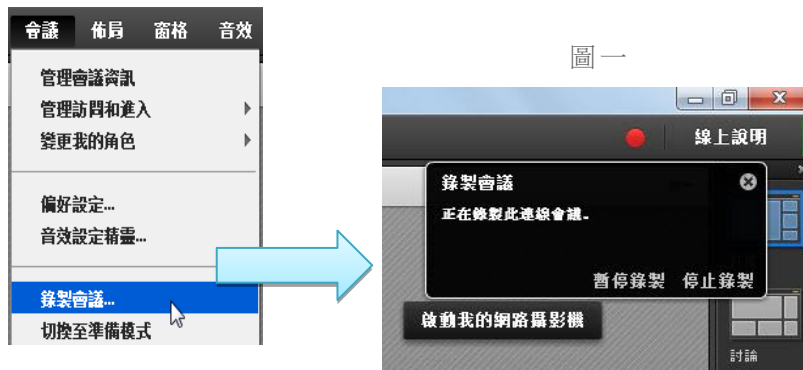 會議 佈局 窗格 音效
管理會議資訊
管理訪問和進入
變更我的角色
偏好設定...
音效設定精靈...
錄製會議...
切換至準備模式
圖一
線上說明
錄製會議
正在錄製此連線會議。
暫停錄製 停止錄製
啟動我的網路攝影機
討論